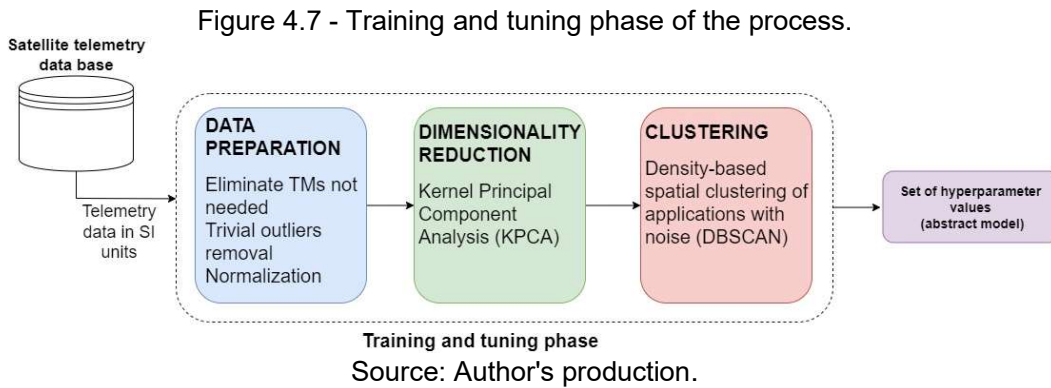 Figure 4.7 - Training and tuning phase of the process.
Satellite telemetry
data base
Telemetry
data in SI
units
DATA
PREPARATION
Eliminate TMs not
needed
Trivial outliers
removal
Normalization
DIMENSIONALITY
REDUCTION
Kernel Principal
Component
Analysis (KPCA)
CLUSTERING
Density-based
spatial clustering of
applications with
noise (DBSCAN)
Set of hyperparameter
values
(abstract model)
Training and tuning phase
Source: Author's production.